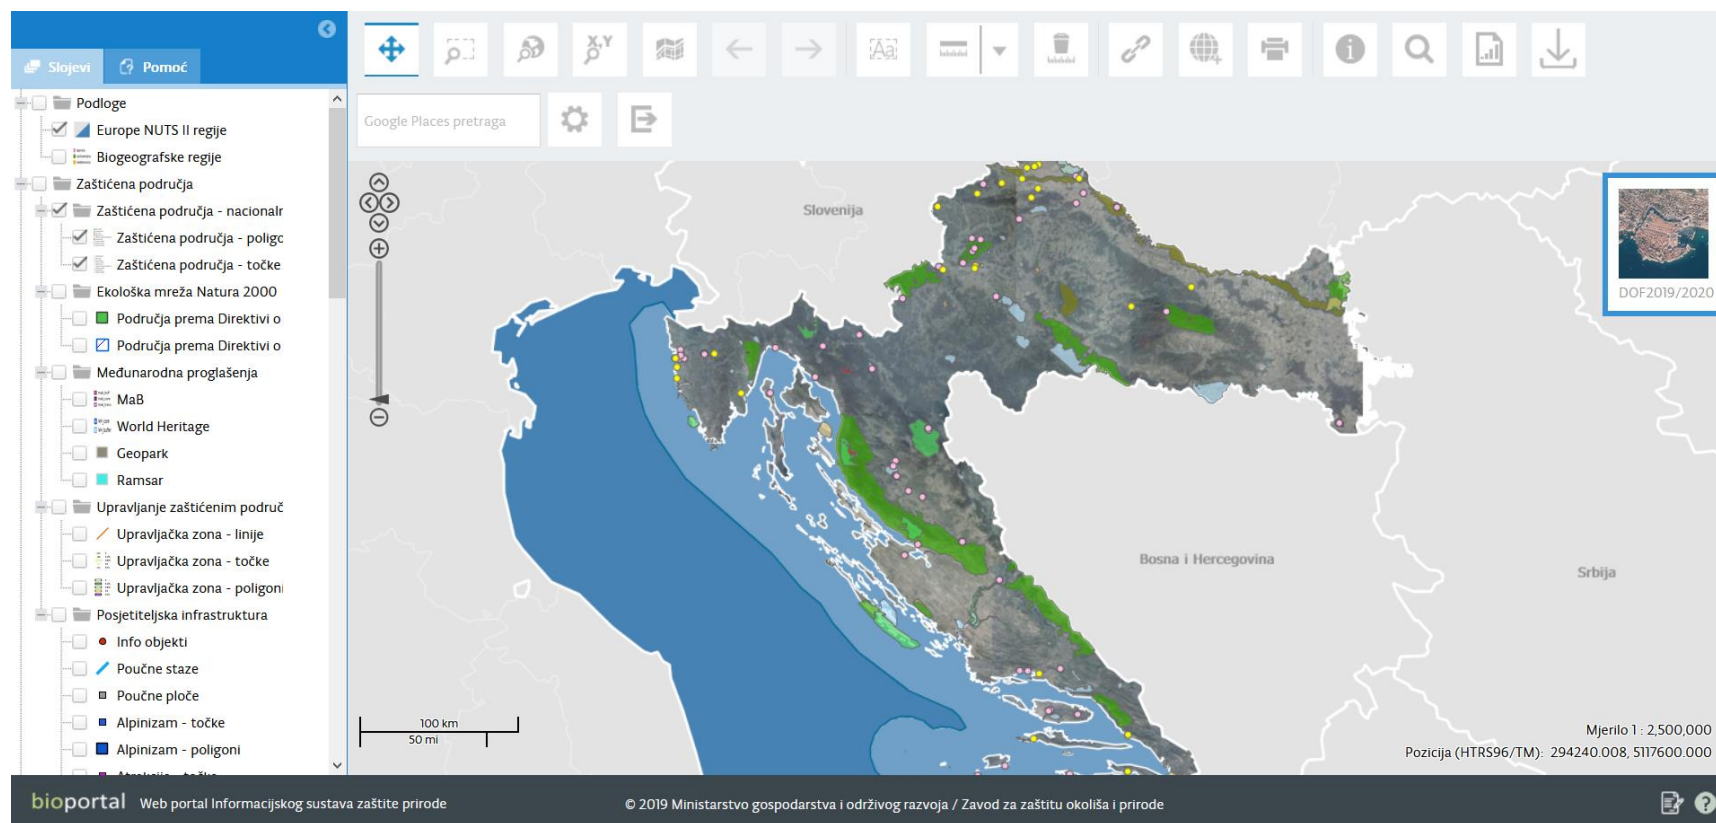 Slojevi
Pomoć
Podloge
Europe NUTS II regije
Biogeografske regije
Zaštićena područja
Zaštićena područja - nacionalr
Zaštićena područja - poligo
Zaštićena područja - točke
Ekološka mreža Natura 2000
Područja prema Direktivi o
Područja prema Direktivi o
Međunarodna proglašenja
MaB
World Heritage
Geopark
Ramsar
Upravljanje zaštićenim područ
Upravljačka zona - linije
Upravljačka zona - točke
Upravljačka zona - poligoni
Posjetiteljska infrastruktura
Info objekti
Poučne staze
Poučne ploče
Alpinizam - točke
Alpinizam - poligoni
X,Y
Aa
Google Places pretraga
Slovenija
Bosna i Hercegovina
Srbija
DOF2019/2020
100 km
50 mi
Mjerilo 1 : 2,500,000
Pozicija (HTRS96/TM): 294240.008, 5117600.000
bioportal Web portal Informacijskog sustava zaštite prirode
© 2019 Ministarstvo gospodarstva i održivog razvoja / Zavod za zaštitu okoliša i prirode